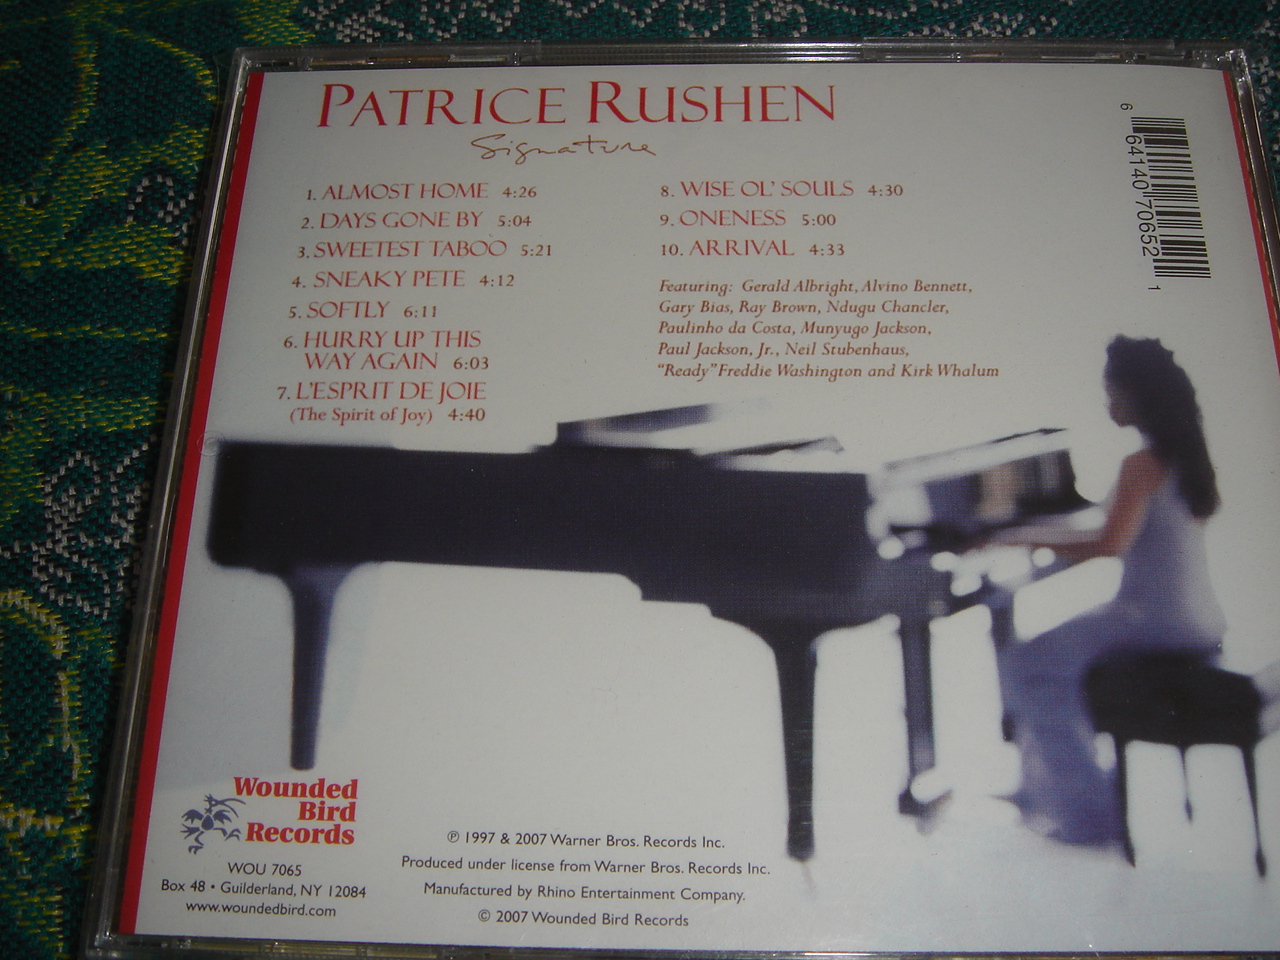 PATRICE RUSHEN
Signature
1. ALMOST HOME 4:26
2. DAYS GONE BY 5:04
3. SWEETEST TABOO 5:21
4. SNEAKY PETE 4:12
5. SOFTLY 6:11
6. HURRY UP THIS
WAY AGAIN 6:03
7. L'ESPRIT DE JOIE
(The Spirit of Joy) 4:40
8. WISE OL' SOULS 4:30
9. ONENESS 5:00
10. ARRIVAL 4:33
Featuring: Gerald Albright, Alvino Bennett,
Gary Bias, Ray Brown, Ndugu Chancler,
Paulinho da Costa, Munyugo Jackson,
Paul Jackson, Jr., Neil Stubenhaus,
"Ready" Freddie Washington and Kirk Whalum
6 64140 70652 1
Wounded
Bird
Records
WOU 7065
Box 48 • Guilderland, NY 12084
www.woundedbird.com
℗ 1997 & 2007 Warner Bros. Records Inc.
Produced under license from Warner Bros. Records Inc.
Manufactured by Rhino Entertainment Company.
© 2007 Wounded Bird Records